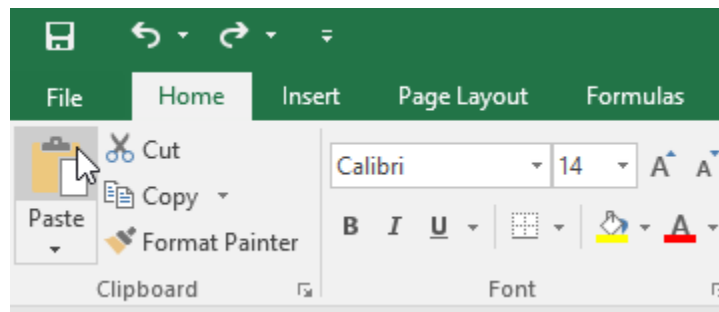 File Home Insert Page Layout Formulas
Cut
Calibri 14 A A
Copy
Paste
B I U A
Format Painter
Clipboard Font